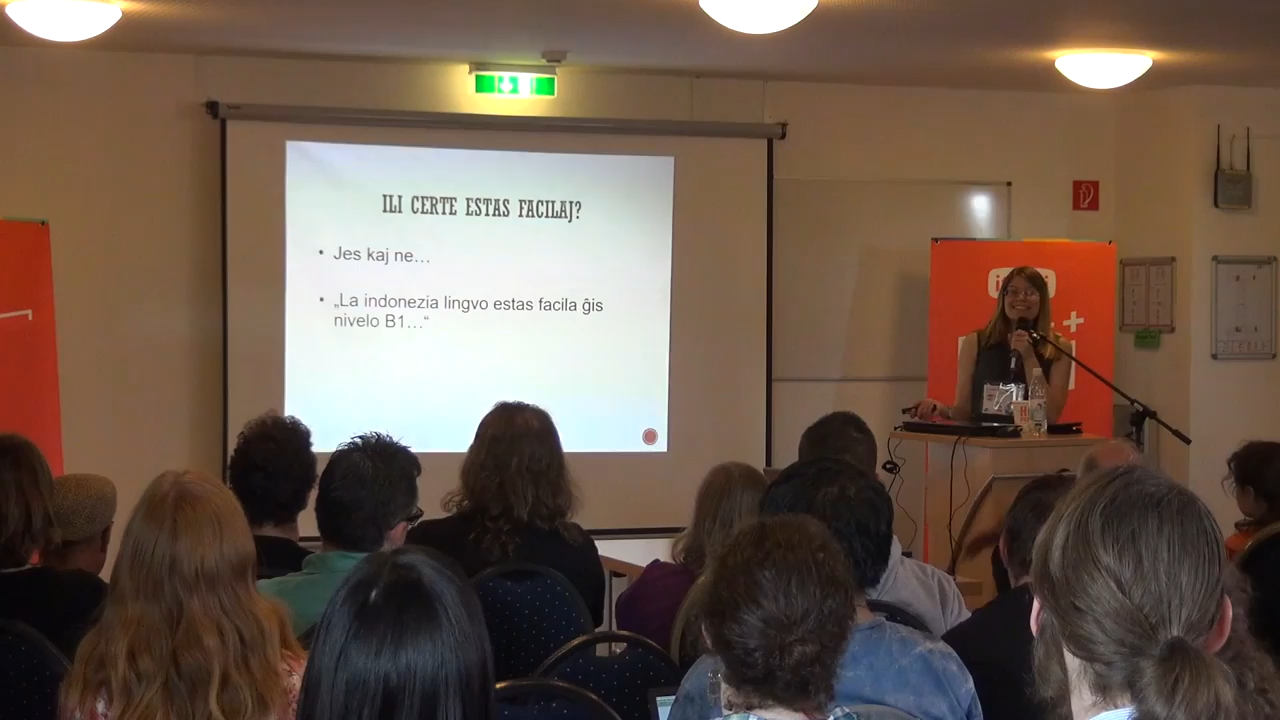 ILI CERTE ESTAS FACILAJ?
• Jes kaj ne…
• „La indonezia lingvo estas facila ĝis
nivelo B1…“